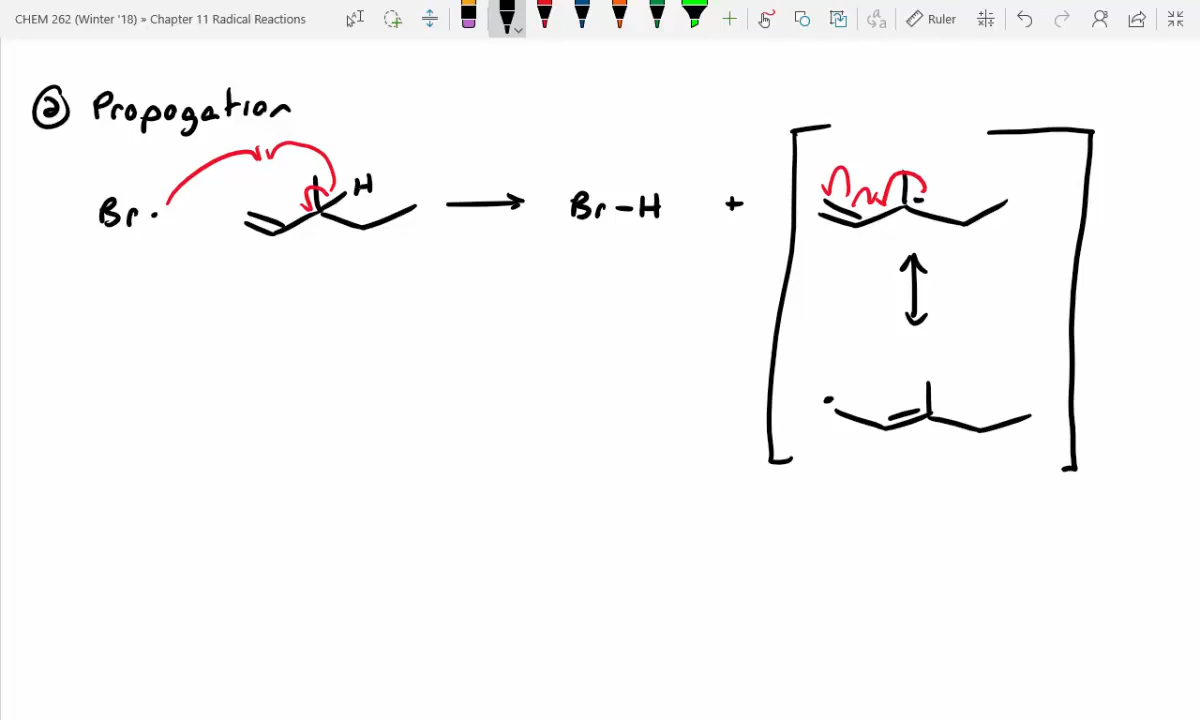 CHEM 262 (Winter '18) » Chapter 11 Radical Reactions
Ruler
② Propogation
Br· H → Br-H +